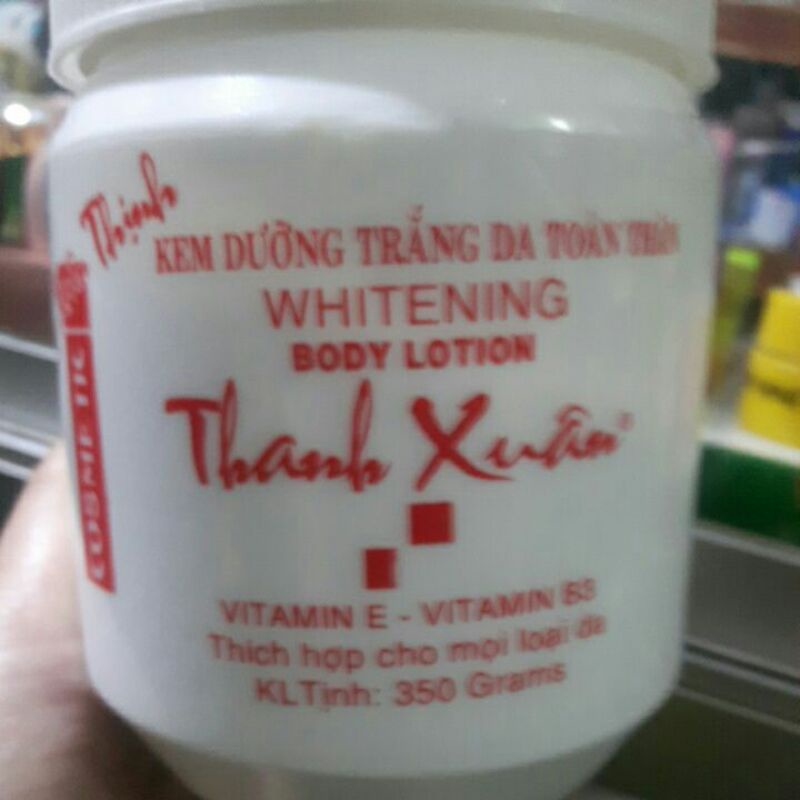 Thịnh
KEM DƯỠNG TRẮNG DA TOÀN THÂN
WHITENING
BODY LOTION
Thanh Xuân®
COSMETIC
VITAMIN E - VITAMIN B3
Thích hợp cho mọi loại da
KLTịnh: 350 Grams